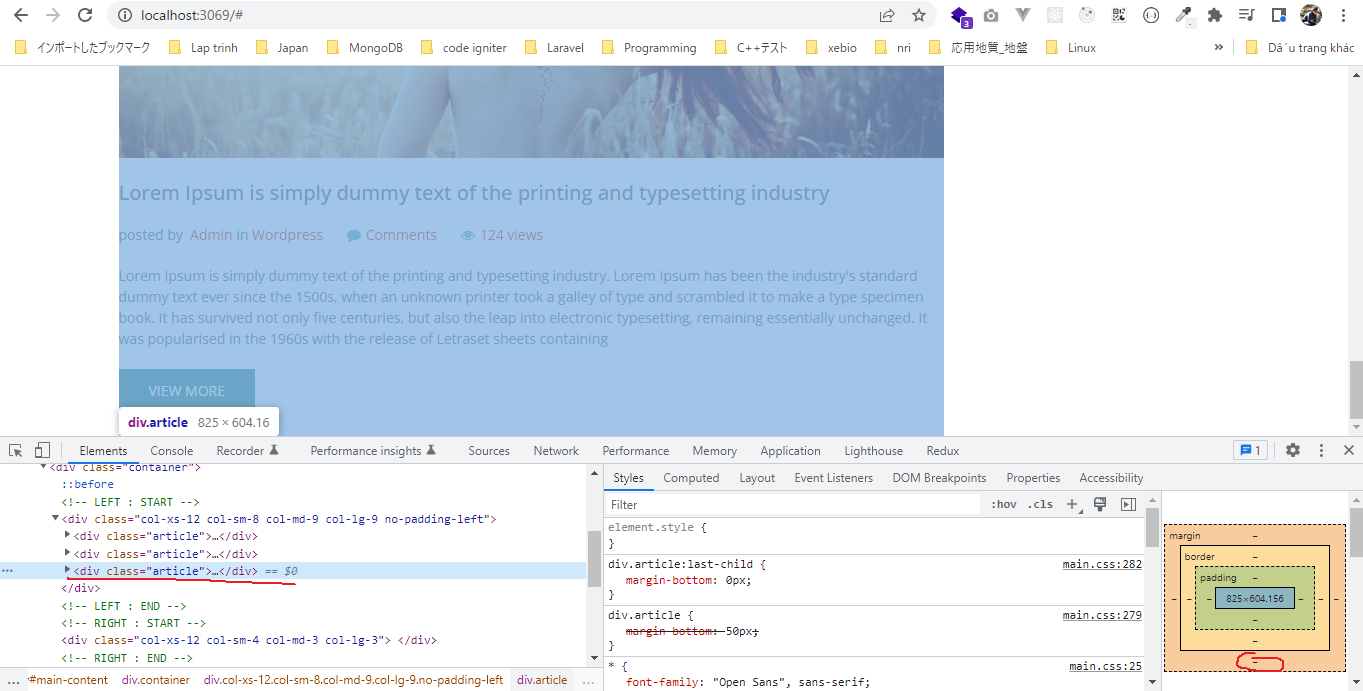 localhost:3069/#
3
インポートしたブックマーク Lap trinh Japan MongoDB code igniter Laravel Programming C++テスト xebio nri 応用地質_地盤 Linux » Dấu trang khác
Lorem Ipsum is simply dummy text of the printing and typesetting industry
posted by Admin in Wordpress Comments 124 views
Lorem Ipsum is simply dummy text of the printing and typesetting industry. Lorem Ipsum has been the industry's standard
dummy text ever since the 1500s, when an unknown printer took a galley of type and scrambled it to make a type specimen
book. It has survived not only five centuries, but also the leap into electronic typesetting, remaining essentially unchanged. It
was popularised in the 1960s with the release of Letraset sheets containing
VIEW MORE
div.article 825 × 604.16
Elements Console Recorder Performance insights Sources Network Performance Memory Application Lighthouse Redux 1
<div class="container">
::before
<!-- LEFT : START -->
<div class="col-xs-12 col-sm-8 col-md-9 col-lg-9 no-padding-left">
<div class="article">…</div>
<div class="article">…</div>
<div class="article">…</div> == $0
</div>
<!-- LEFT : END -->
<!-- RIGHT : START -->
<div class="col-xs-12 col-sm-4 col-md-3 col-lg-3"> </div>
<!-- RIGHT : END -->
... #main-content div.container div.col-xs-12.col-sm-8.col-md-9.col-lg-9.no-padding-left div.article ...
Styles Computed Layout Event Listeners DOM Breakpoints Properties Accessibility
Filter :hov .cls +
element.style {
}
div.article:last-child { main.css:282
margin-bottom: 0px;
}
div.article { main.css:279
margin-bottom: 50px;
}
* { main.css:25
font-family: "Open Sans", sans-serif;
margin –
border –
padding –
– – – 825×604.156 – – –
–
–
–